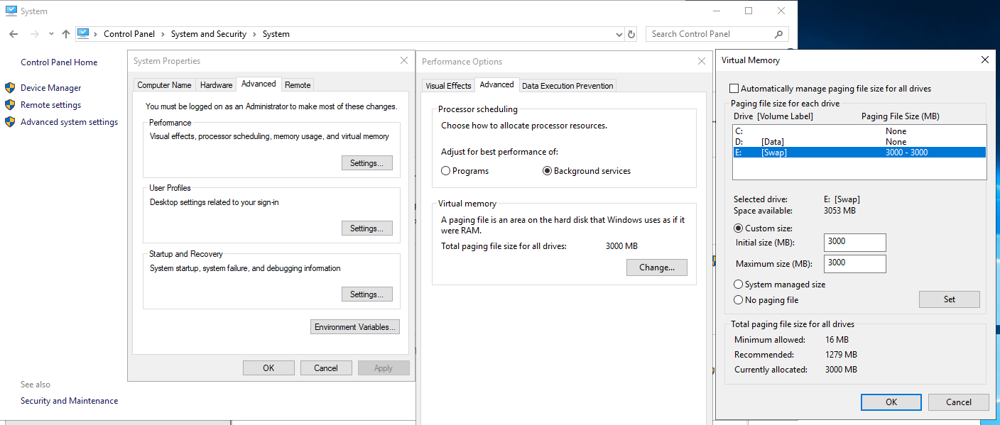 System
Control Panel > System and Security > System
Search Control Panel
Control Panel Home
Device Manager
Remote settings
Advanced system settings
See also
Security and Maintenance
System Properties
Computer Name Hardware Advanced Remote
You must be logged on as an Administrator to make most of these changes.
Performance
Visual effects, processor scheduling, memory usage, and virtual memory
Settings...
User Profiles
Desktop settings related to your sign-in
Settings...
Startup and Recovery
System startup, system failure, and debugging information
Settings...
Environment Variables...
OK Cancel Apply
Performance Options
Visual Effects Advanced Data Execution Prevention
Processor scheduling
Choose how to allocate processor resources.
Adjust for best performance of:
Programs Background services
Virtual memory
A paging file is an area on the hard disk that Windows uses as if it
were RAM.
Total paging file size for all drives: 3000 MB
Change...
Virtual Memory
Automatically manage paging file size for all drives
Paging file size for each drive
Drive [Volume Label] Paging File Size (MB)
C: None
D: [Data] None
E: [Swap] 3000 - 3000
Selected drive: E: [Swap]
Space available: 3053 MB
Custom size:
Initial size (MB): 3000
Maximum size (MB): 3000
System managed size
No paging file
Set
Total paging file size for all drives
Minimum allowed: 16 MB
Recommended: 1279 MB
Currently allocated: 3000 MB
OK Cancel